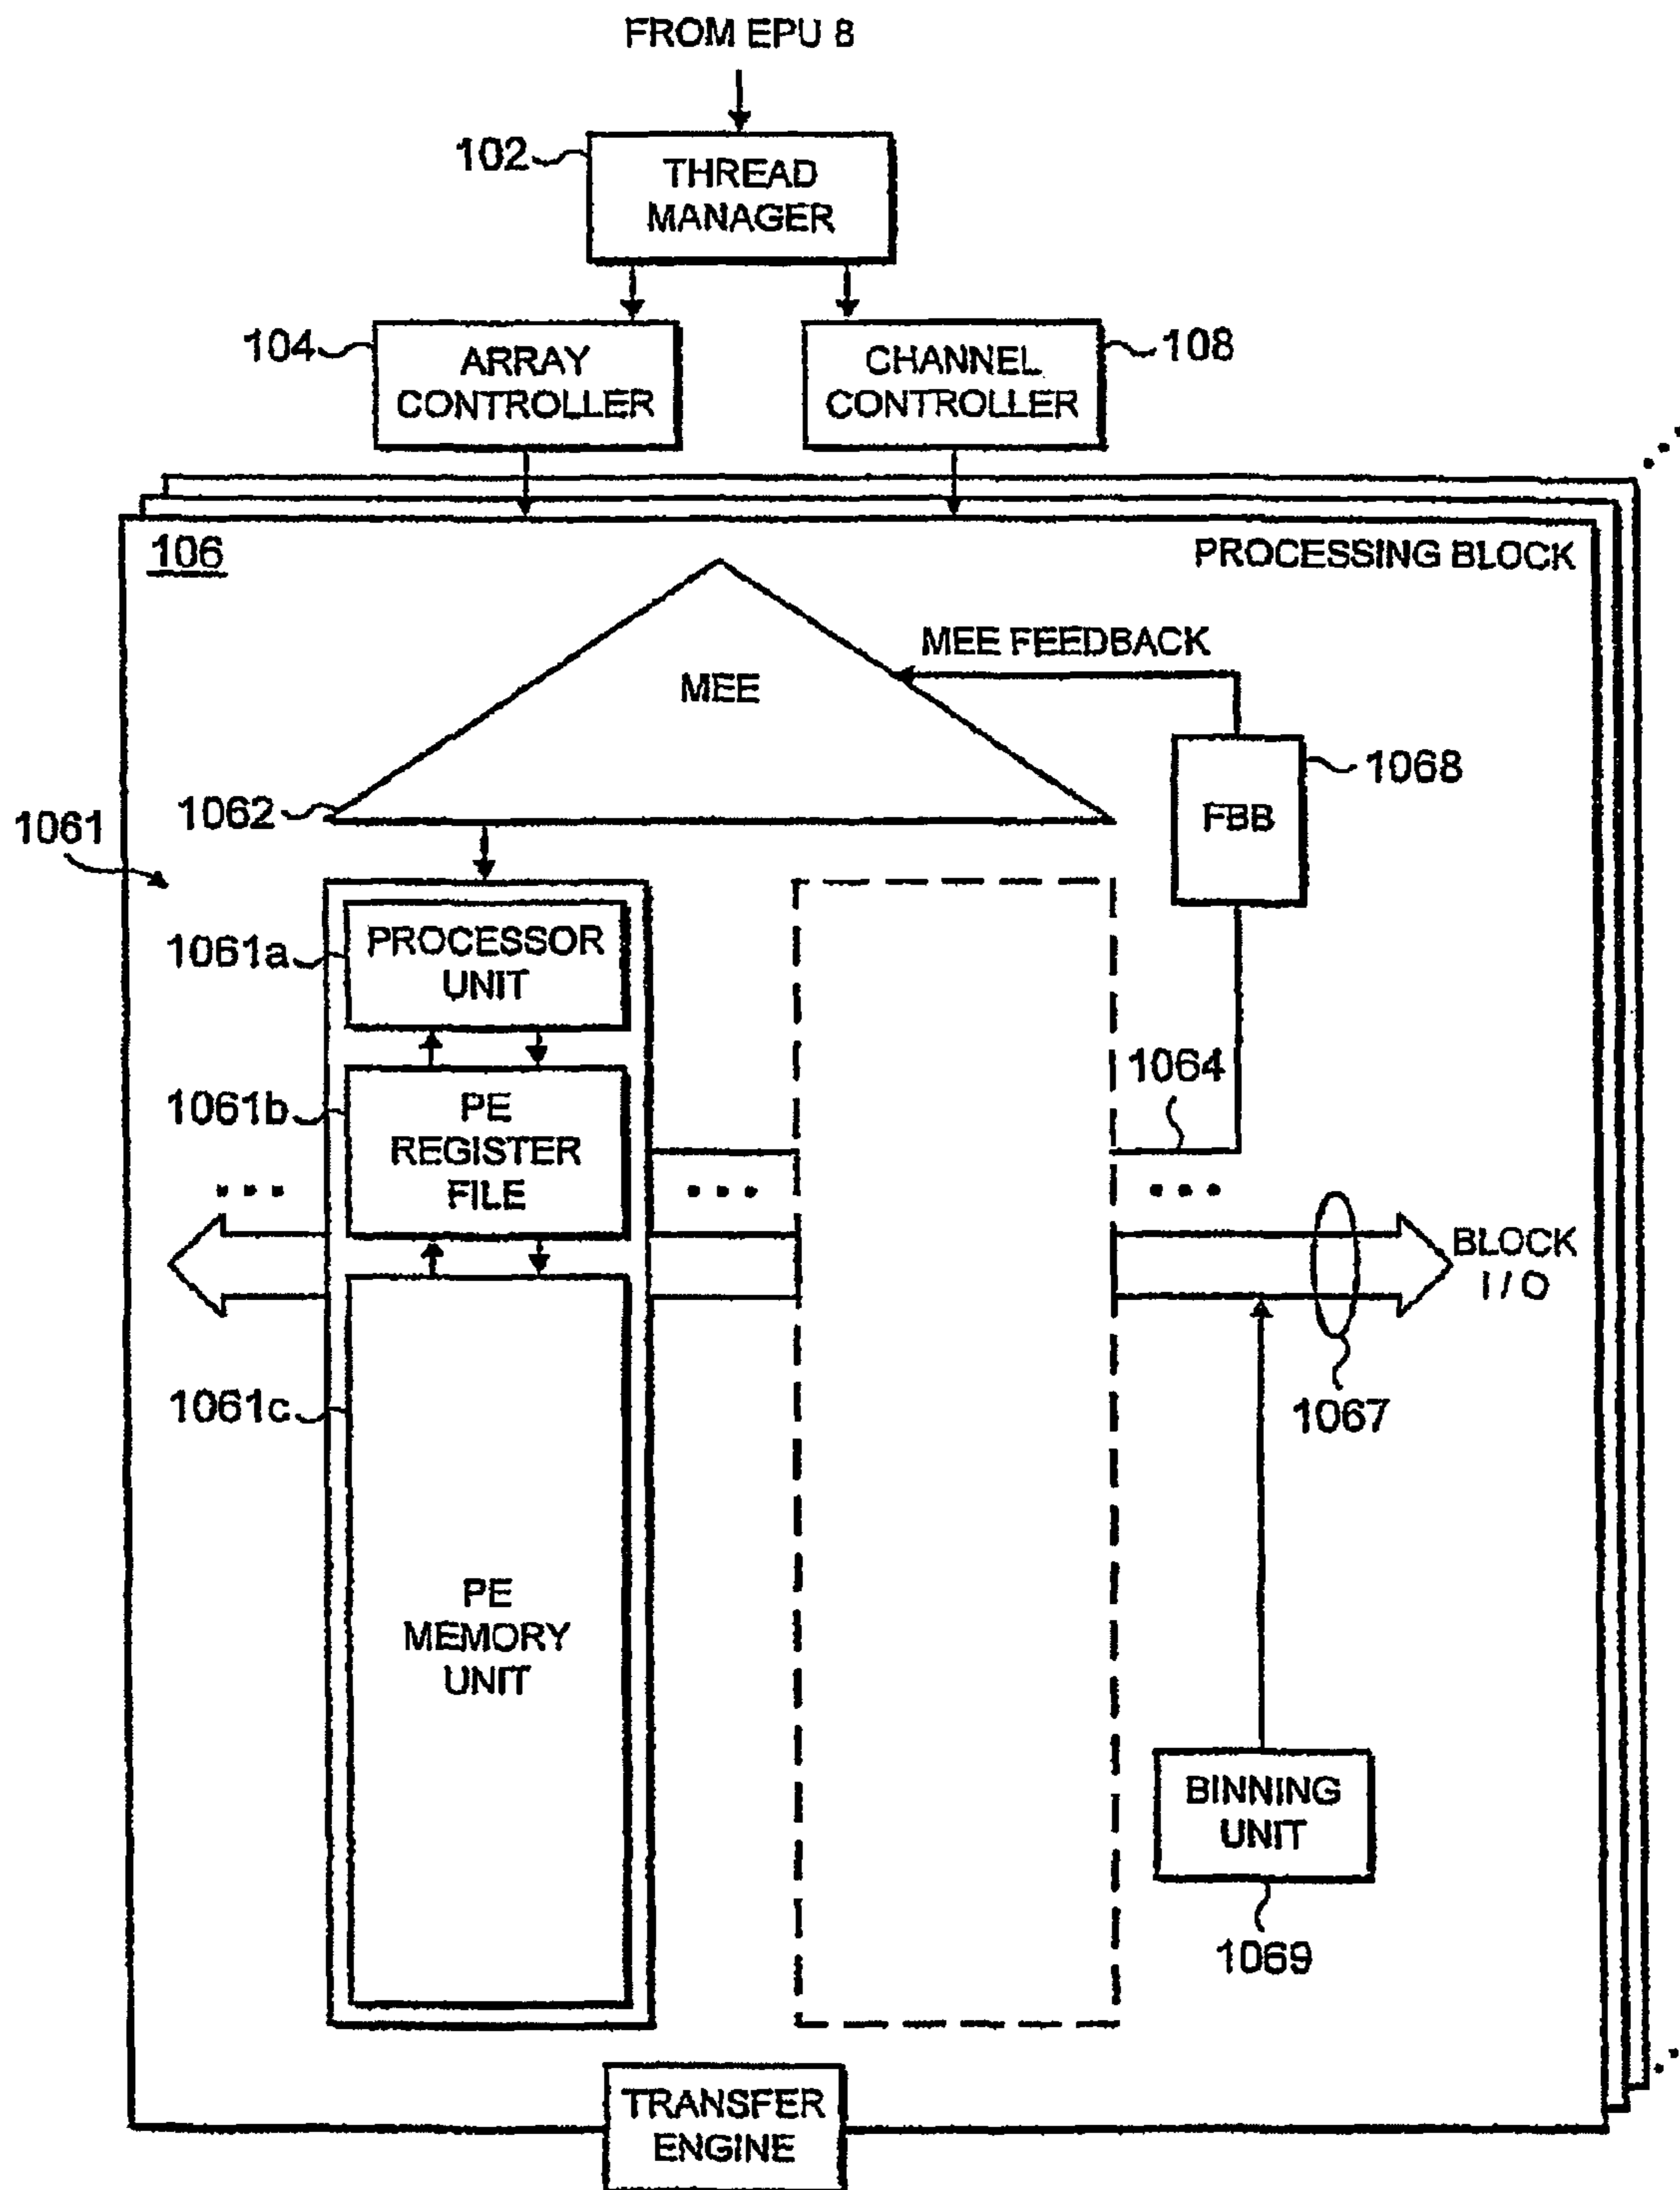 FROM EPU 8
102
THREAD
MANAGER
104
ARRAY
CONTROLLER
CHANNEL
CONTROLLER
108
106
PROCESSING BLOCK
MEE FEEDBACK
MEE
1068
FBB
1062
1061
1061a
PROCESSOR
UNIT
1064
1061b
PE
REGISTER
FILE
BLOCK
I / O
1061c
1067
PE
MEMORY
UNIT
BINNING
UNIT
1069
TRANSFER
ENGINE